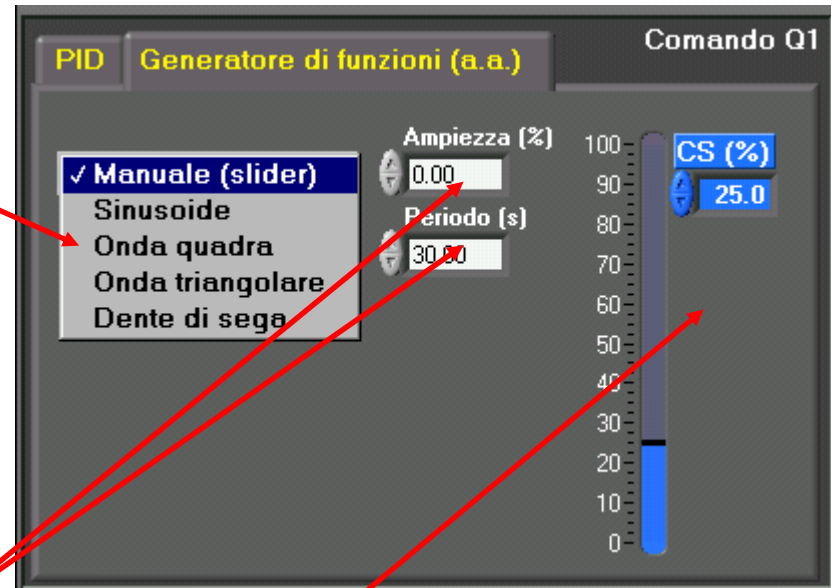 Comando Q1
PID
Generatore di funzioni (a.a.)
✓ Manuale (slider)
Sinusoide
Onda quadra
Onda triangolare
Dente di sega
Ampiezza (%)
0.00
Periodo (s)
30.00
CS (%)
25.0
100
90
80
70
60
50
40
30
20
10
0